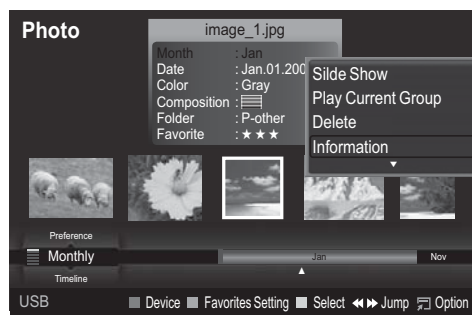 Photo
image_1.jpg
Month : Jan
Date : Jan.01.200
Color : Gray
Composition :
Folder : P-other
Favorite : ★ ★ ★
Silde Show
Play Current Group
Delete
Information
Preference
Monthly
Timeline
Jan
Nov
USB
Device
Favorites Setting
Select
Jump
Option